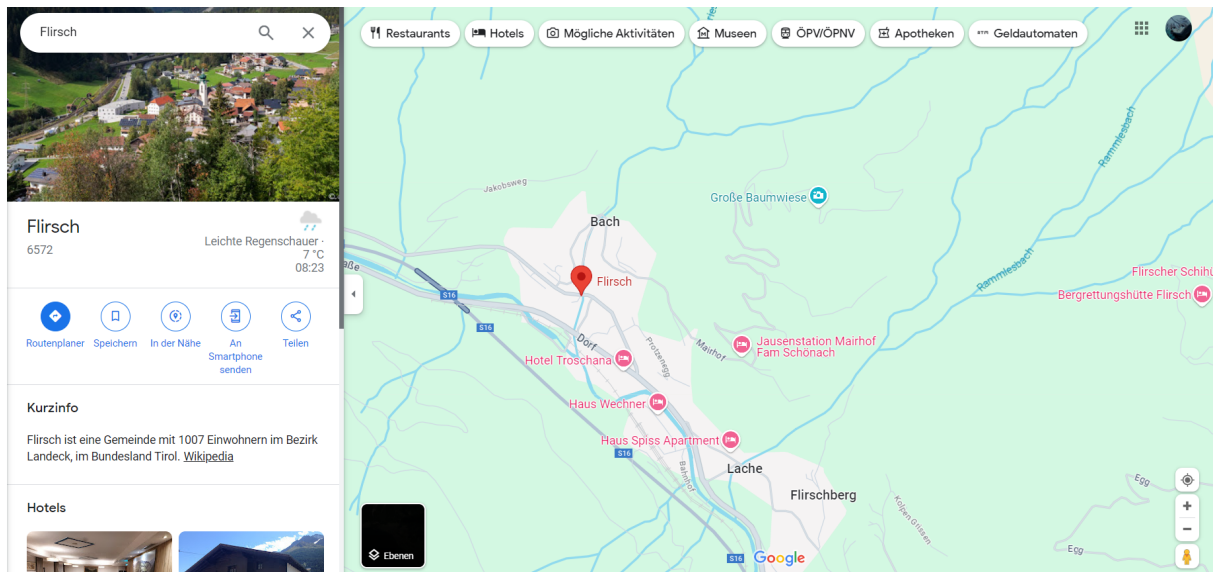 Flirsch
Restaurants
Hotels
Mögliche Aktivitäten
Museen
ÖPV/ÖPNV
Apotheken
Geldautomaten
Flirsch
6572
Leichte Regenschauer ·
7 °C
08:23
Routenplaner
Speichern
In der Nähe
An
Smartphone
senden
Teilen
Kurzinfo
Flirsch ist eine Gemeinde mit 1007 Einwohnern im Bezirk
Landeck, im Bundesland Tirol. Wikipedia
Hotels
Rammlesbach
Jakobsweg
Große Baumwiese
Bach
Flirsch
Rammlesbach
Flirscher Schihü
Bergrettungshütte Flirsch
S16
S16
Dorf
Protzenegg
Mairhof
Jausenstation Mairhof
Fam Schönach
Hotel Troschana
Haus Wechner
Haus Spiss Apartment
S16
Bahnhof
Lache
Flirschberg
Kolpen Grissen
Egg
Egg
S16
Google
Ebenen